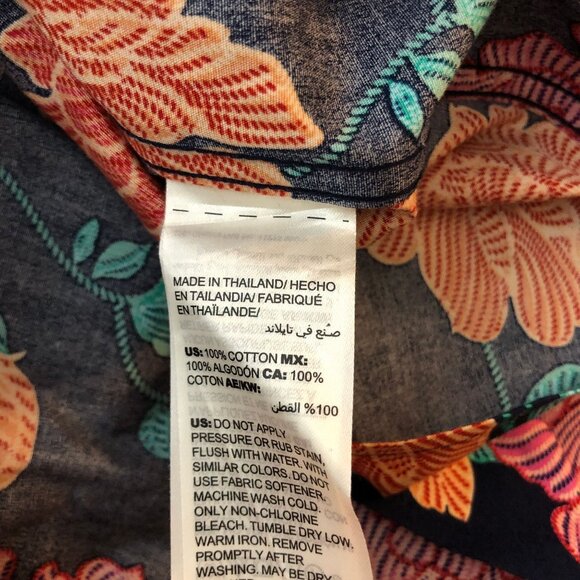 MADE IN THAILAND/ HECHO
EN TAILANDIA/ FABRIQUÉ
EN THAÏLANDE/
صنع في تايلاند
US: 100% COTTON MX:
100% ALGODÓN CA: 100%
COTON AE/KW:
100% القطن
US: DO NOT APPLY
PRESSURE OR RUB STAIN,
FLUSH WITH WATER. WITH
SIMILAR COLORS. DO NOT
USE FABRIC SOFTENER.
MACHINE WASH COLD.
ONLY NON-CHLORINE
BLEACH. TUMBLE DRY LOW.
WARM IRON. REMOVE
PROMPTLY AFTER
WASHING. MAY BE DRY